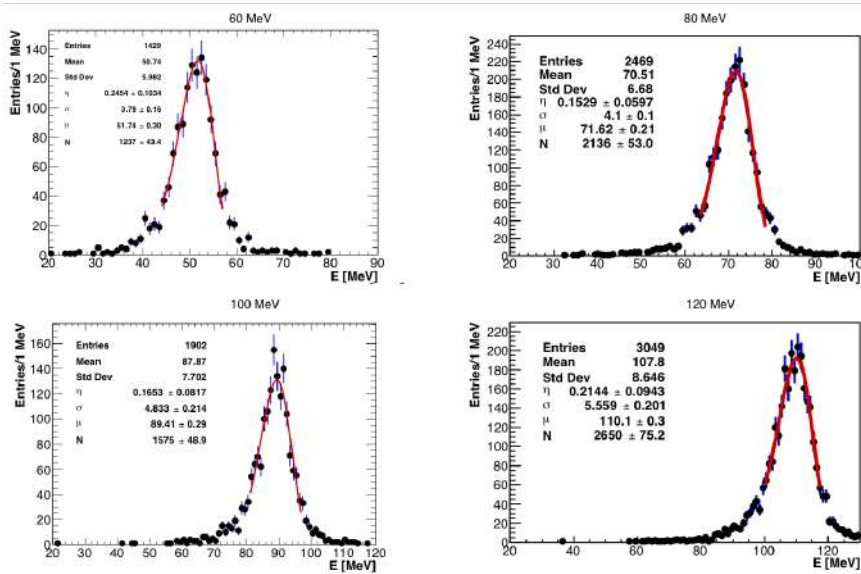 60 MeV
Entries/1 MeV
Entries 1429
Mean 50.74
Std Dev 5.982
η 0.2454 ± 0.1034
σ 3.79 ± 0.15
μ 51.74 ± 0.30
N 1237 ± 43.4
140
120
100
80
60
40
20
0
20 30 40 50 60 70 80 90
E [MeV]
80 MeV
Entries/1 MeV
Entries 2469
Mean 70.51
Std Dev 6.68
η 0.1529 ± 0.0597
σ 4.1 ± 0.1
μ 71.62 ± 0.21
N 2136 ± 53.0
240
220
200
180
160
140
120
100
80
60
40
20
0
20 30 40 50 60 70 80 90 100
E [MeV]
100 MeV
Entries/1 MeV
Entries 1902
Mean 87.87
Std Dev 7.702
η 0.1653 ± 0.0817
σ 4.833 ± 0.214
μ 89.41 ± 0.29
N 1575 ± 48.9
160
140
120
100
80
60
40
20
0
20 30 40 50 60 70 80 90 100 110 120
E [MeV]
120 MeV
Entries/1 MeV
Entries 3049
Mean 107.8
Std Dev 8.646
η 0.2144 ± 0.0943
σ 5.559 ± 0.201
μ 110.1 ± 0.3
N 2650 ± 75.2
220
200
180
160
140
120
100
80
60
40
20
0
20 40 60 80 100 120
E [MeV]